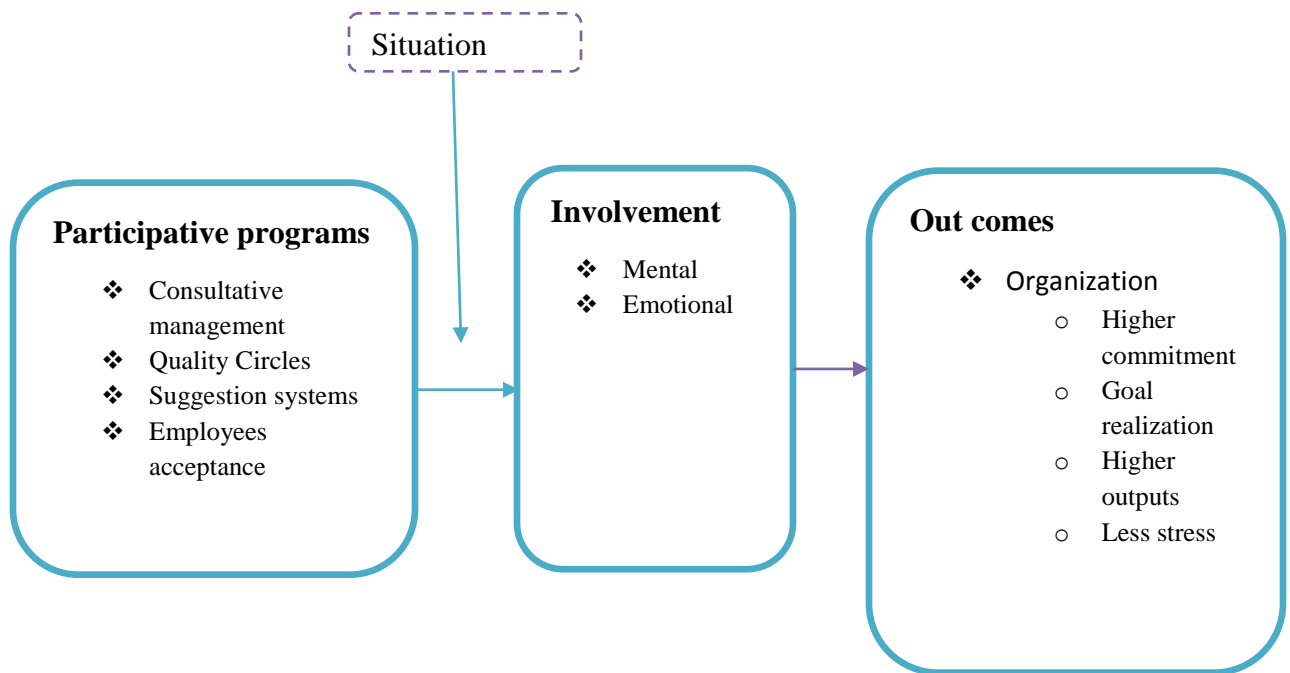 Situation
Participative programs
❖ Consultative
management
❖ Quality Circles
❖ Suggestion systems
❖ Employees
acceptance
Involvement
❖ Mental
❖ Emotional
Out comes
❖ Organization
o Higher
commitment
o Goal
realization
o Higher
outputs
o Less stress